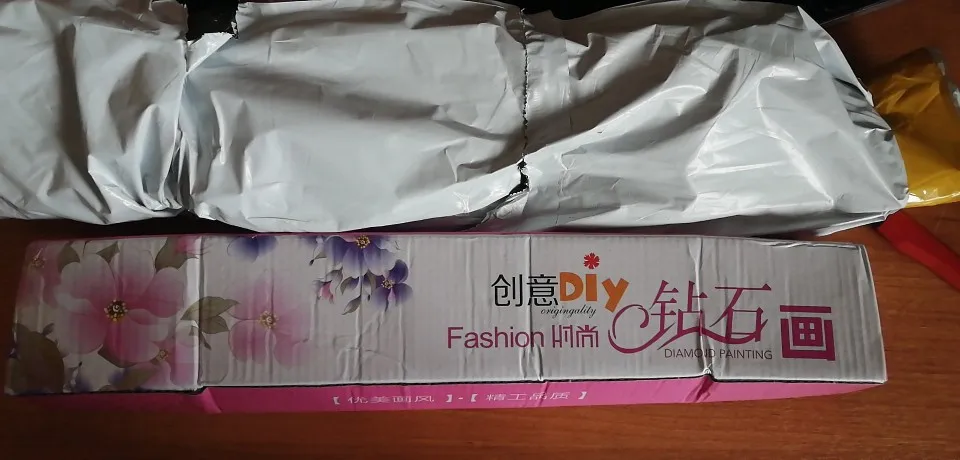 创意DIY
origingality
Fashion 时尚 钻石画
DIAMOND PAINTING
【优美画风】-【精工品质】